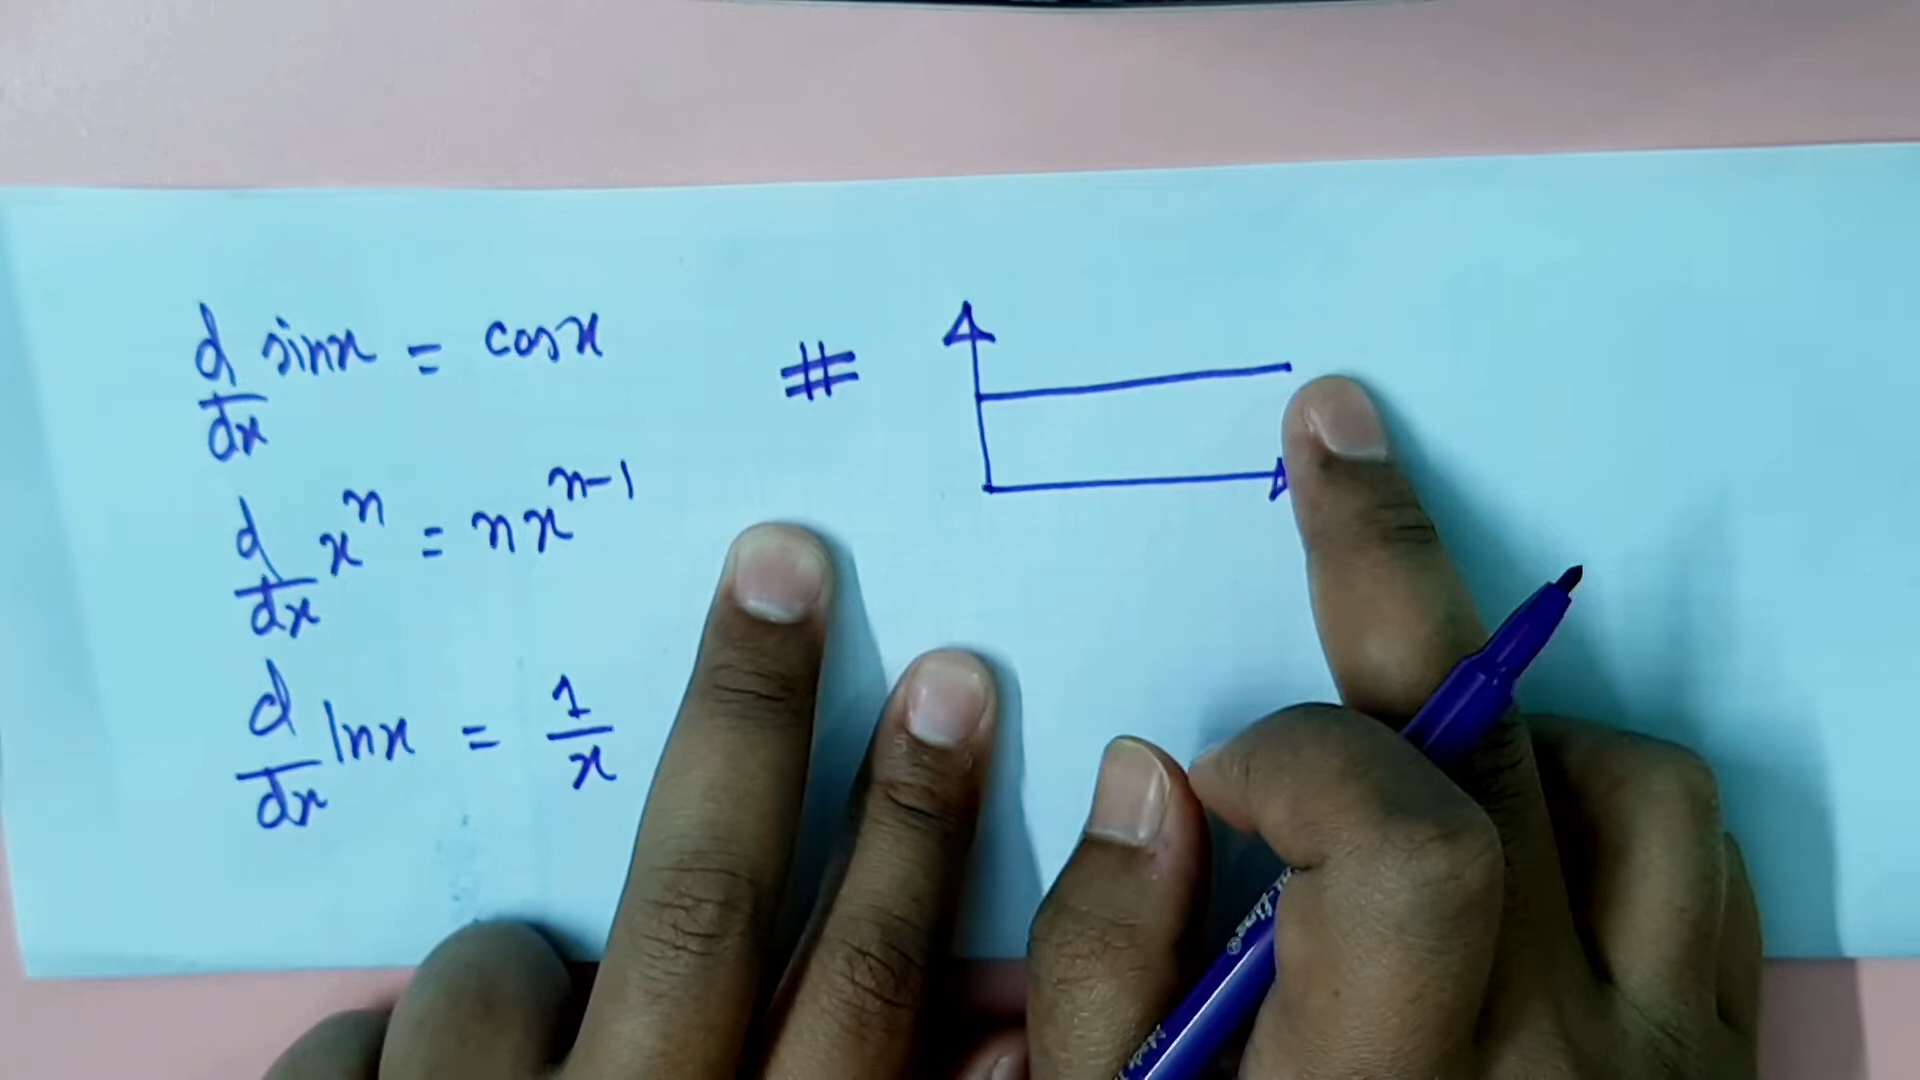 d/dx sinx = cosx
d/dx x^n = nx^(n-1)
d/dx lnx = 1/x
#